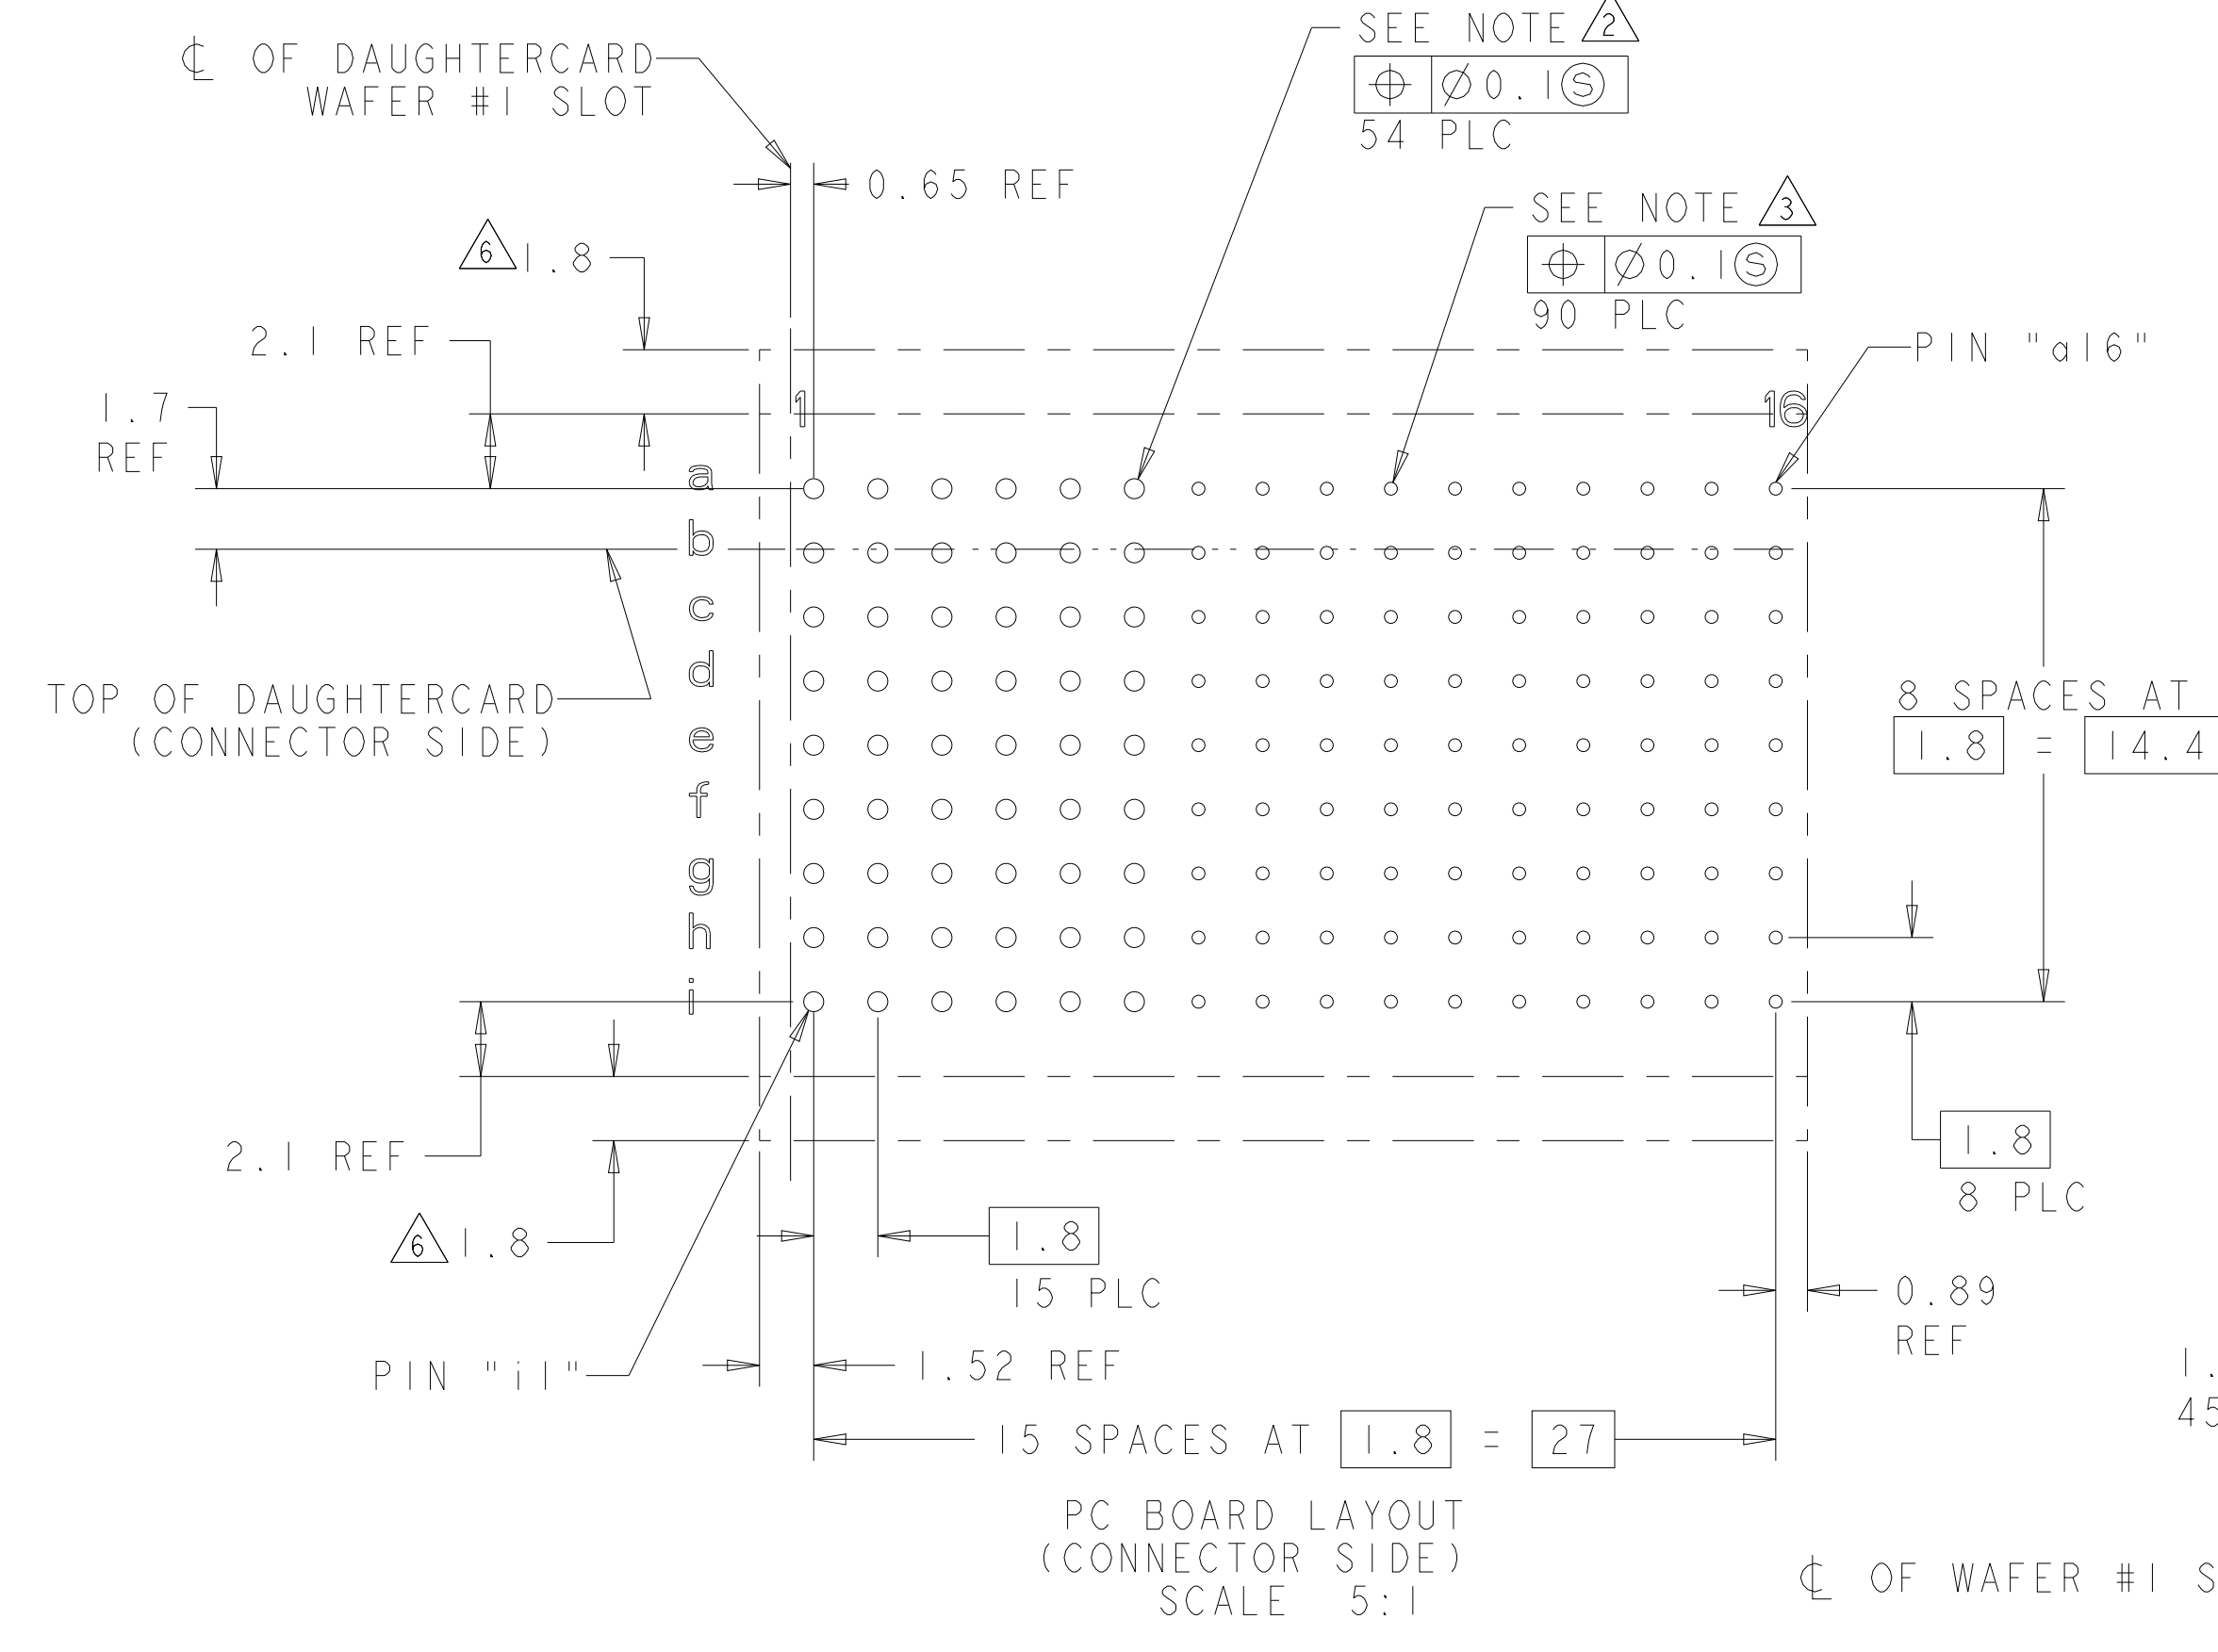 ℄ OF DAUGHTERCARD
WAFER #1 SLOT
0.65 REF
SEE NOTE 2
⌖ Ø0.1Ⓢ
54 PLC
SEE NOTE 3
⌖ Ø0.1Ⓢ
90 PLC
6 1.8
2.1 REF
1.7
REF
PIN "a16"
1
16
a
b
c
d
e
f
g
h
i
TOP OF DAUGHTERCARD
(CONNECTOR SIDE)
8 SPACES AT
1.8 = 14.4
1.8
8 PLC
2.1 REF
6 1.8
1.8
15 PLC
0.89
REF
PIN "i1"
1.52 REF
15 SPACES AT 1.8 = 27
PC BOARD LAYOUT
(CONNECTOR SIDE)
SCALE 5:1
1.
45
℄ OF WAFER #1 S